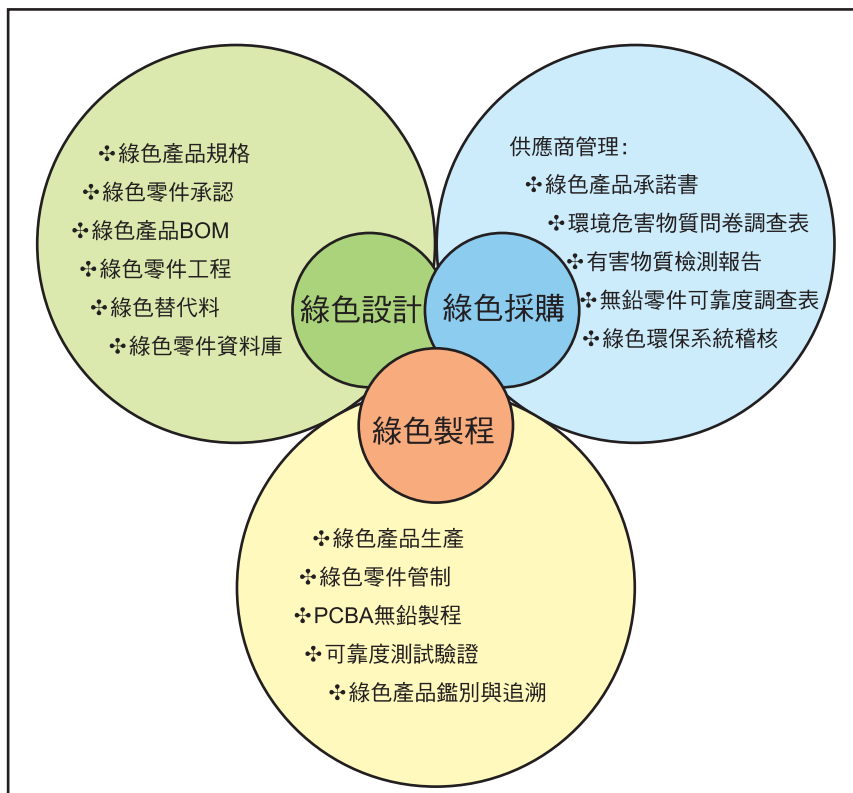 ✣綠色產品規格
✣綠色零件承認
✣綠色產品BOM
✣綠色零件工程
✣綠色替代料
✣綠色零件資料庫
綠色設計
供應商管理:
✣綠色產品承諾書
✣環境危害物質問卷調查表
✣有害物質檢測報告
✣無鉛零件可靠度調查表
✣綠色環保系統稽核
綠色採購
綠色製程
✣綠色產品生產
✣綠色零件管制
✣PCBA無鉛製程
✣可靠度測試驗證
✣綠色產品鑑別與追溯